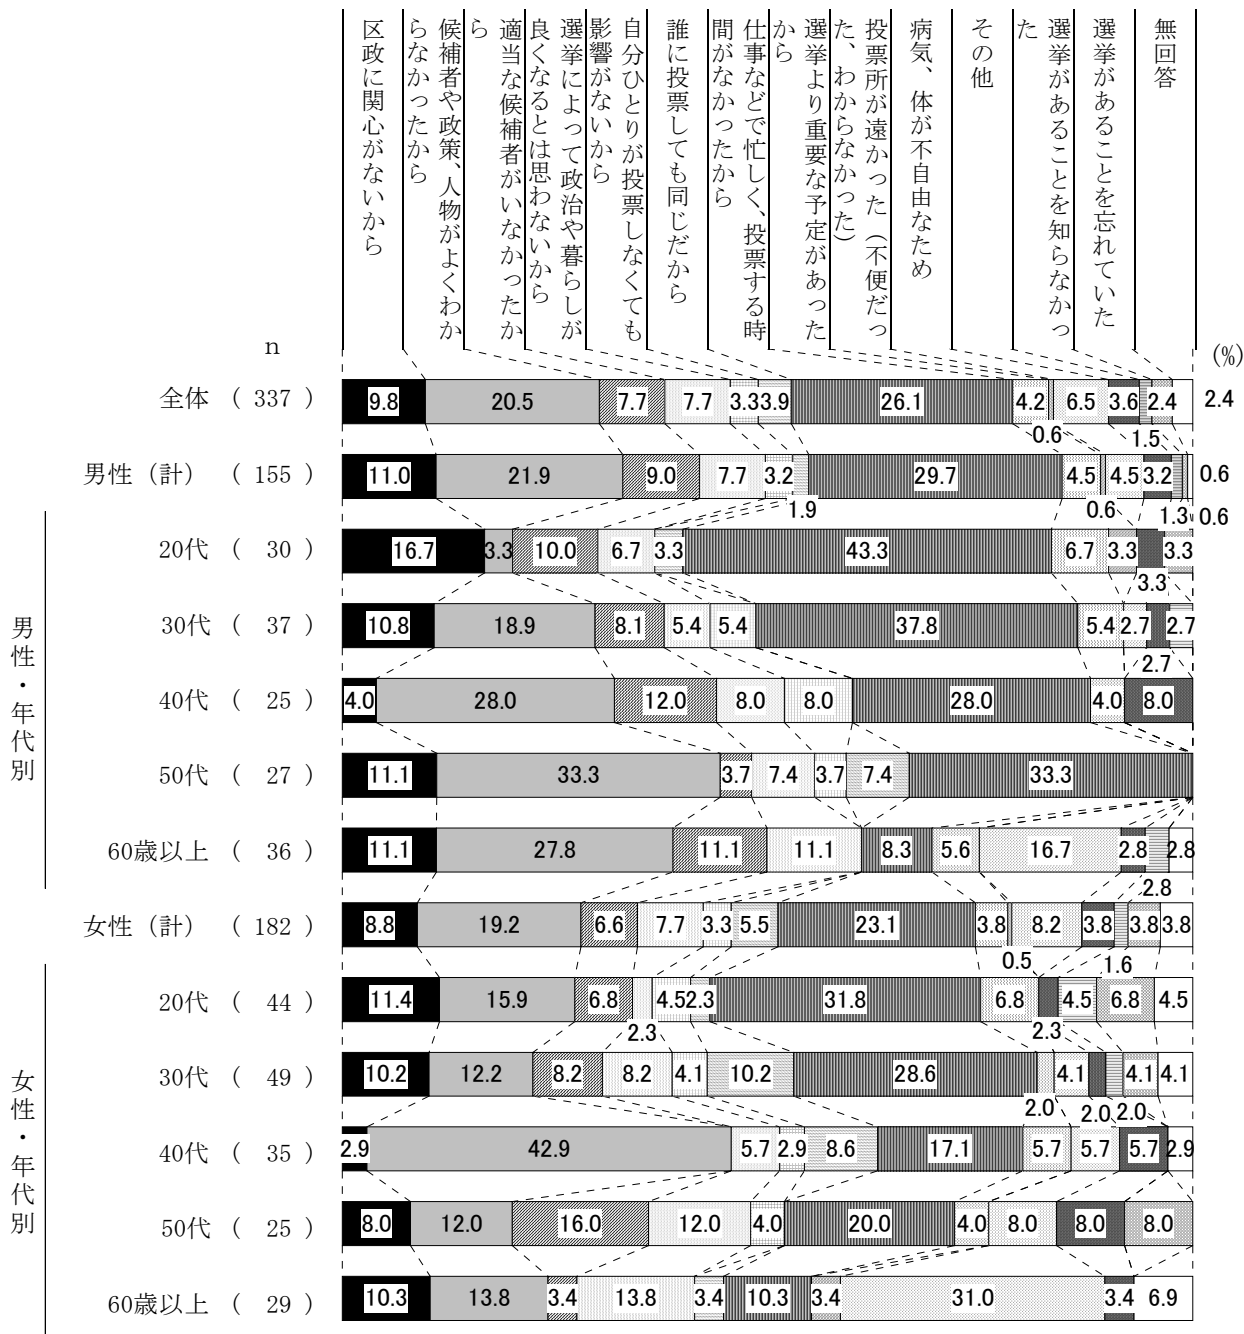 区政に関心がないから
候補者や政策、人物がよくわか
らなかったから
適当な候補者がいなかったか
ら
選挙によって政治や暮らしが
良くなるとは思わないから
自分ひとりが投票しなくても
影響がないから
誰に投票しても同じだから
仕事などで忙しく、投票する時
間がなかったから
選挙より重要な予定があった
から
投票所が遠かった（不便だっ
た、わからなかった）
病気、体が不自由なため
その他
選挙があることを知らなかっ
た
選挙があることを忘れていた
無回答
n
(%)
全体 ( 337 ) 9.8 20.5 7.7 7.7 3.3 3.9 26.1 4.2 0.6 6.5 3.6 1.5 2.4 2.4
男性（計） ( 155 ) 11.0 21.9 9.0 7.7 3.2 1.9 29.7 4.5 0.6 4.5 3.2 1.3 0.6 0.6
男性・年代別
20代 ( 30 ) 16.7 3.3 10.0 6.7 3.3 43.3 6.7 3.3 3.3 3.3
30代 ( 37 ) 10.8 18.9 8.1 5.4 5.4 37.8 5.4 2.7 2.7 2.7
40代 ( 25 ) 4.0 28.0 12.0 8.0 8.0 28.0 4.0 8.0
50代 ( 27 ) 11.1 33.3 3.7 7.4 3.7 7.4 33.3
60歳以上 ( 36 ) 11.1 27.8 11.1 11.1 8.3 5.6 16.7 2.8 2.8 2.8
女性（計） ( 182 ) 8.8 19.2 6.6 7.7 3.3 5.5 23.1 3.8 0.5 8.2 3.8 1.6 3.8 3.8
女性・年代別
20代 ( 44 ) 11.4 15.9 6.8 2.3 4.5 2.3 31.8 6.8 2.3 4.5 6.8 4.5
30代 ( 49 ) 10.2 12.2 8.2 8.2 4.1 10.2 28.6 2.0 4.1 2.0 2.0 4.1 4.1
40代 ( 35 ) 2.9 42.9 5.7 2.9 8.6 17.1 5.7 5.7 5.7 2.9
50代 ( 25 ) 8.0 12.0 16.0 12.0 4.0 20.0 4.0 8.0 8.0 8.0
60歳以上 ( 29 ) 10.3 13.8 3.4 13.8 3.4 10.3 3.4 31.0 3.4 6.9